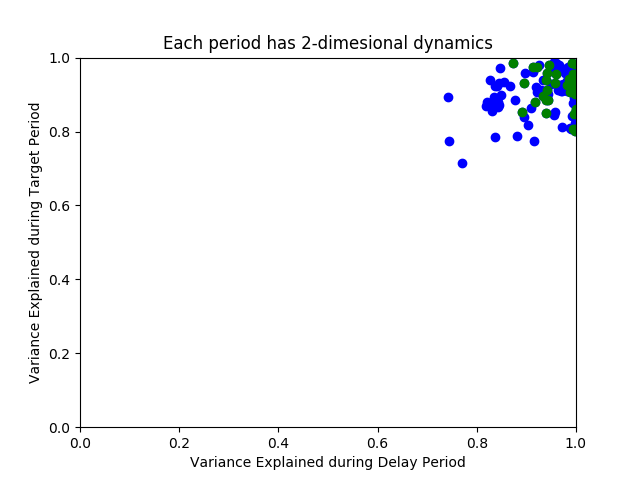 Each period has 2-dimesional dynamics
Variance Explained during Target Period
1.0
0.8
0.6
0.4
0.2
0.0
0.0 0.2 0.4 0.6 0.8 1.0
Variance Explained during Delay Period